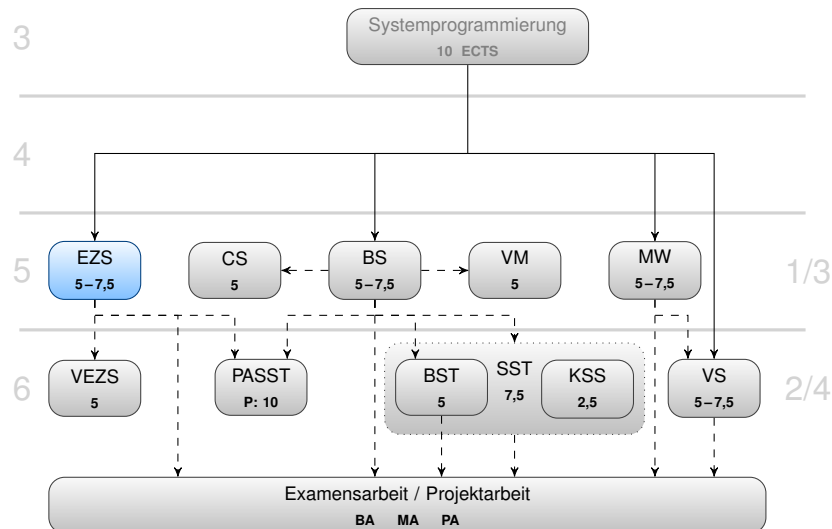 3
Systemprogrammierung
10 ECTS
4
5
EZS
5–7,5
CS
5
BS
5–7,5
VM
5
MW
5–7,5
1/3
6
VEZS
5
PASST
P: 10
BST
5
SST
7,5
KSS
2,5
VS
5–7,5
2/4
Examensarbeit / Projektarbeit
BA MA PA